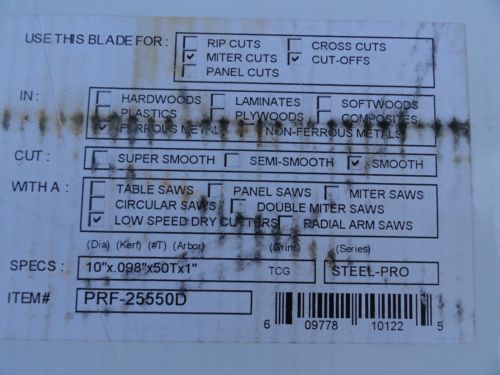 USE THIS BLADE FOR : RIP CUTS CROSS CUTS
MITER CUTS CUT-OFFS
PANEL CUTS
IN : HARDWOODS LAMINATES SOFTWOODS
PLASTICS PLYWOODS COMPOSITES
FERROUS METALS NON-FERROUS METALS
CUT : SUPER SMOOTH SEMI-SMOOTH SMOOTH
WITH A : TABLE SAWS PANEL SAWS MITER SAWS
CIRCULAR SAWS DOUBLE MITER SAWS
LOW SPEED DRY CUTTERS RADIAL ARM SAWS
(Dia) (Kerf) (#T) (Arbor) (Grind) (Series)
SPECS : 10"x.098"x50Tx1" TCG STEEL-PRO
ITEM# PRF-25550D
6 09778 10122 5